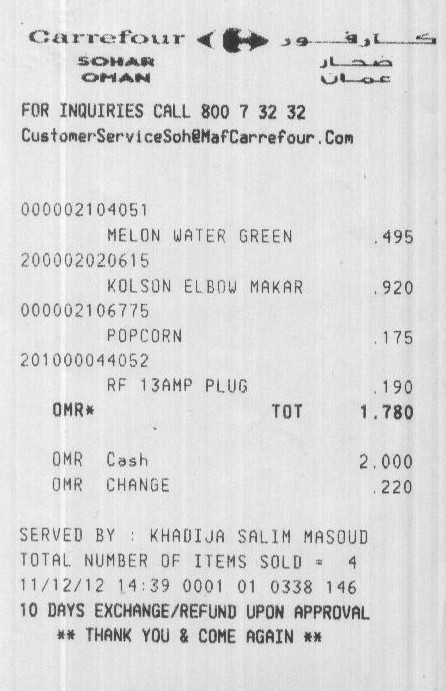 Carrefour كارفور
SOHAR صحار
OMAN عمان
FOR INQUIRIES CALL 800 7 32 32
CustomerServiceSoh@MafCarrefour.Com
000002104051
MELON WATER GREEN .495
200002020615
KOLSON ELBOW MAKAR .920
000002106775
POPCORN .175
201000044052
RF 13AMP PLUG .190
OMR* TOT 1.780
OMR Cash 2.000
OMR CHANGE .220
SERVED BY : KHADIJA SALIM MASOUD
TOTAL NUMBER OF ITEMS SOLD = 4
11/12/12 14:39 0001 01 0338 146
10 DAYS EXCHANGE/REFUND UPON APPROVAL
** THANK YOU & COME AGAIN **